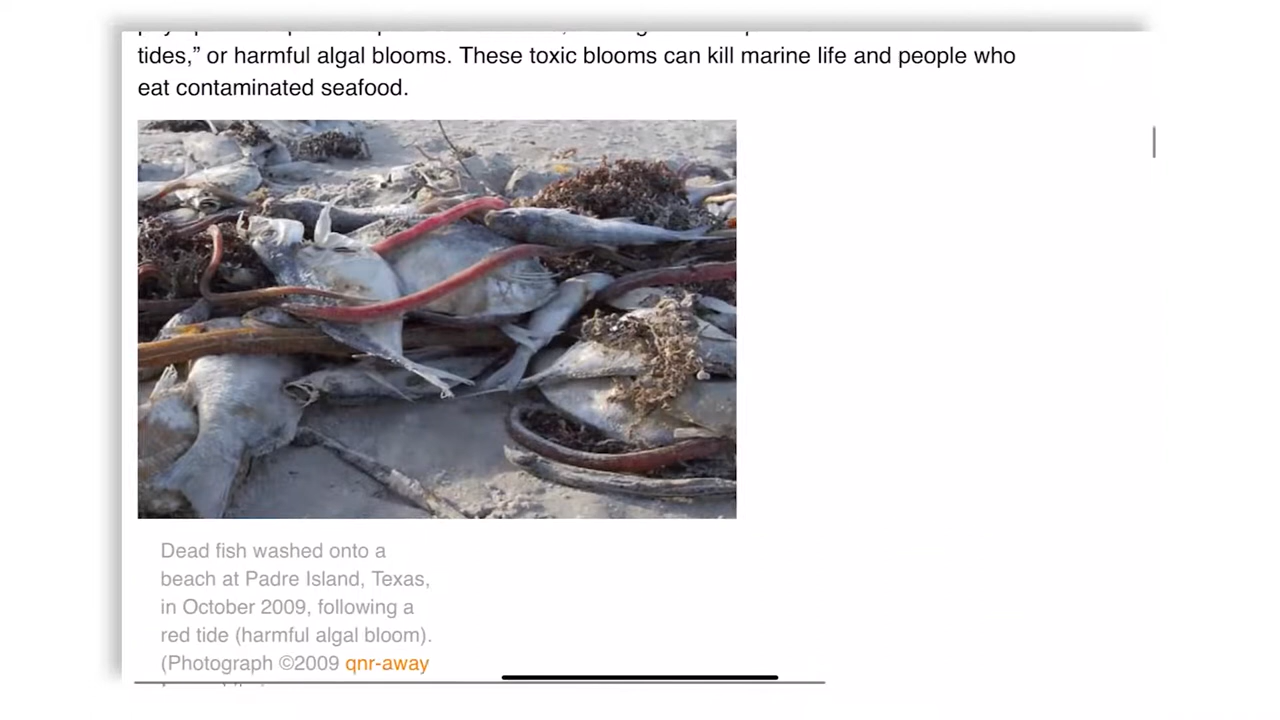 tides,” or harmful algal blooms. These toxic blooms can kill marine life and people who
eat contaminated seafood.
Dead fish washed onto a
beach at Padre Island, Texas,
in October 2009, following a
red tide (harmful algal bloom).
(Photograph ©2009 qnr-away